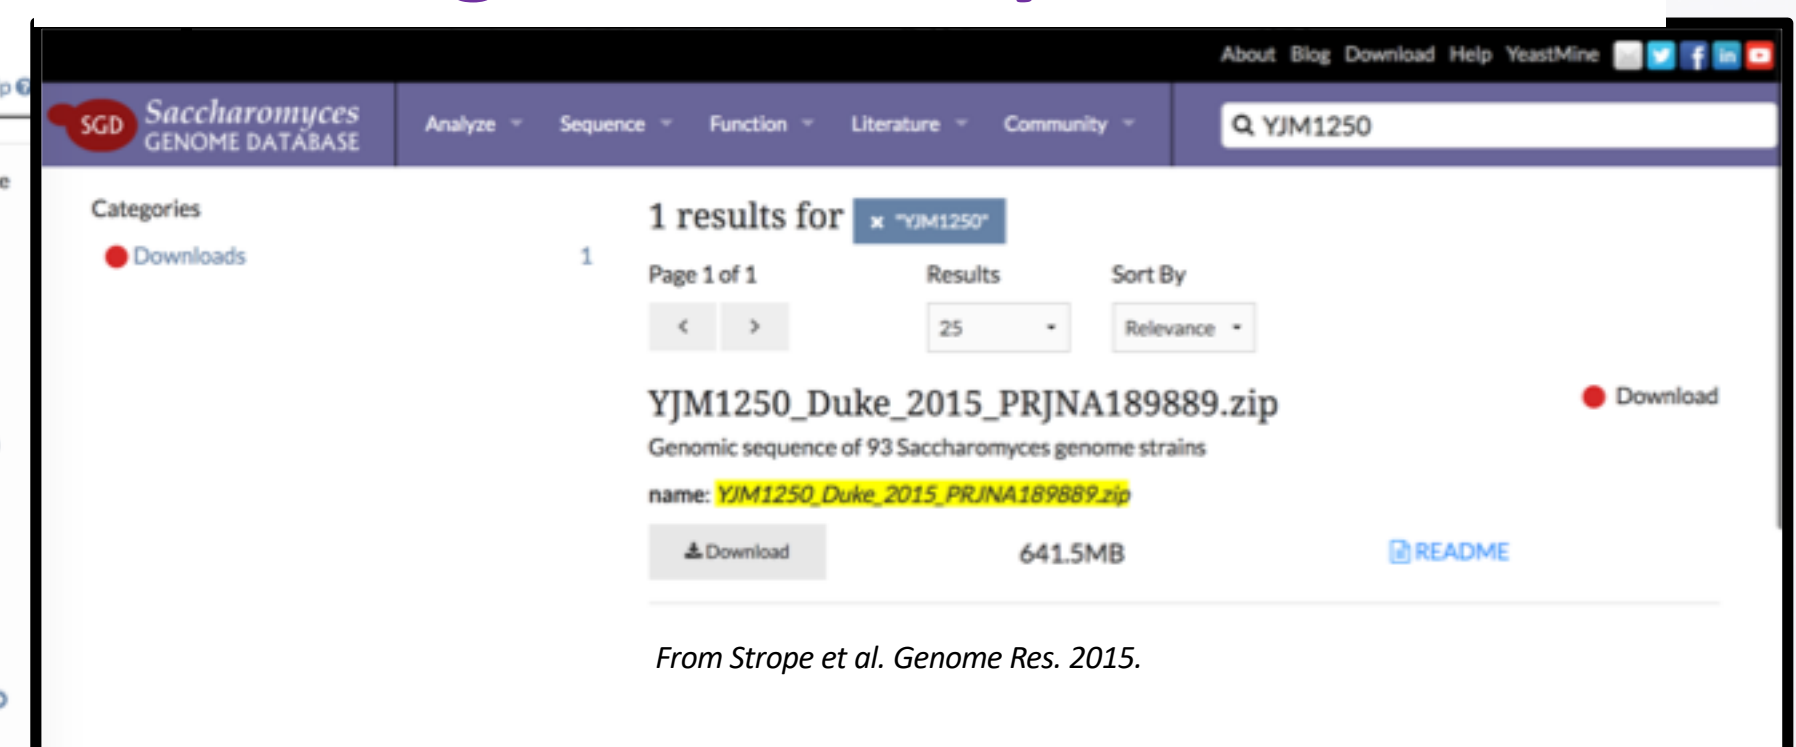 About Blog Download Help YeastMine
SGD Saccharomyces GENOME DATABASE
Analyze Sequence Function Literature Community
YJM1250
Categories
Downloads 1
1 results for × "YJM1250"
Page 1 of 1 Results Sort By
< > 25 Relevance
YJM1250_Duke_2015_PRJNA189889.zip
Download
Genomic sequence of 93 Saccharomyces genome strains
name: YJM1250_Duke_2015_PRJNA189889.zip
Download 641.5MB README
From Strope et al. Genome Res. 2015.